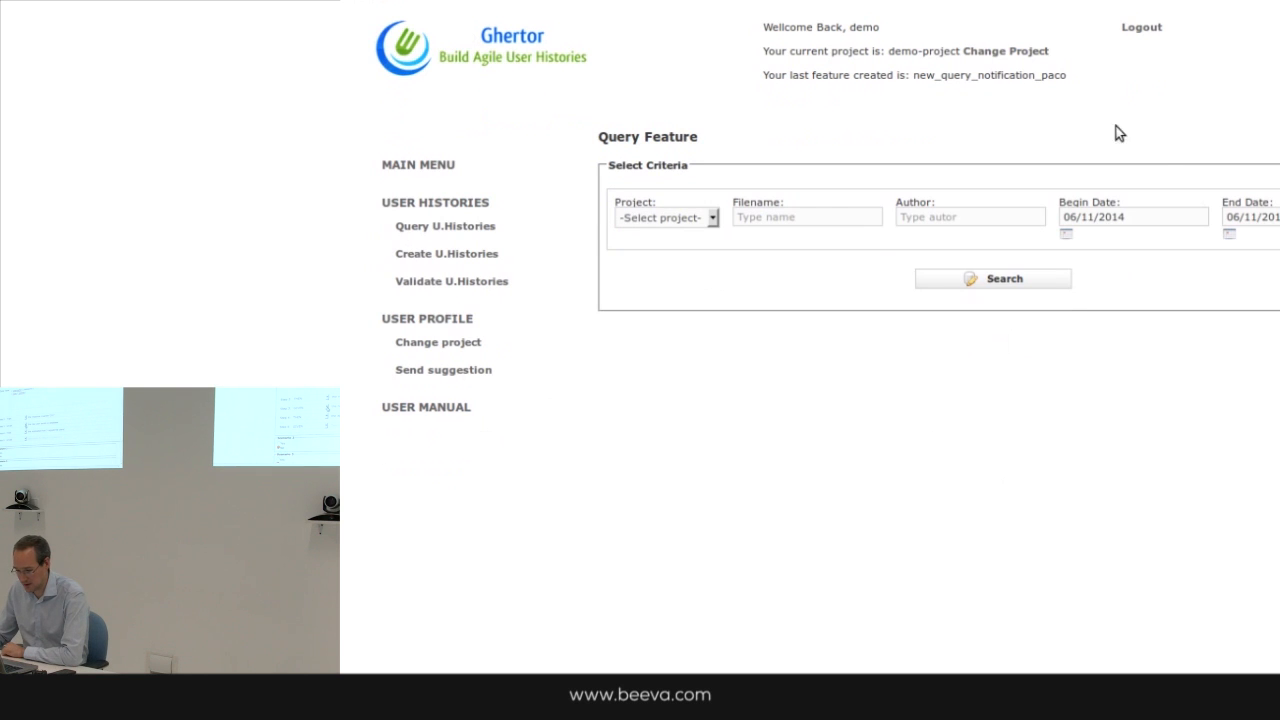 Ghertor
Build Agile User Histories
Wellcome Back, demo
Logout
Your current project is: demo-project Change Project
Your last feature created is: new_query_notification_paco
Query Feature
MAIN MENU
USER HISTORIES
Query U.Histories
Create U.Histories
Validate U.Histories
USER PROFILE
Change project
Send suggestion
USER MANUAL
Select Criteria
Project: Filename: Author: Begin Date: End Date:
-Select project- Type name Type autor 06/11/2014 06/11/201
Search
www.beeva.com